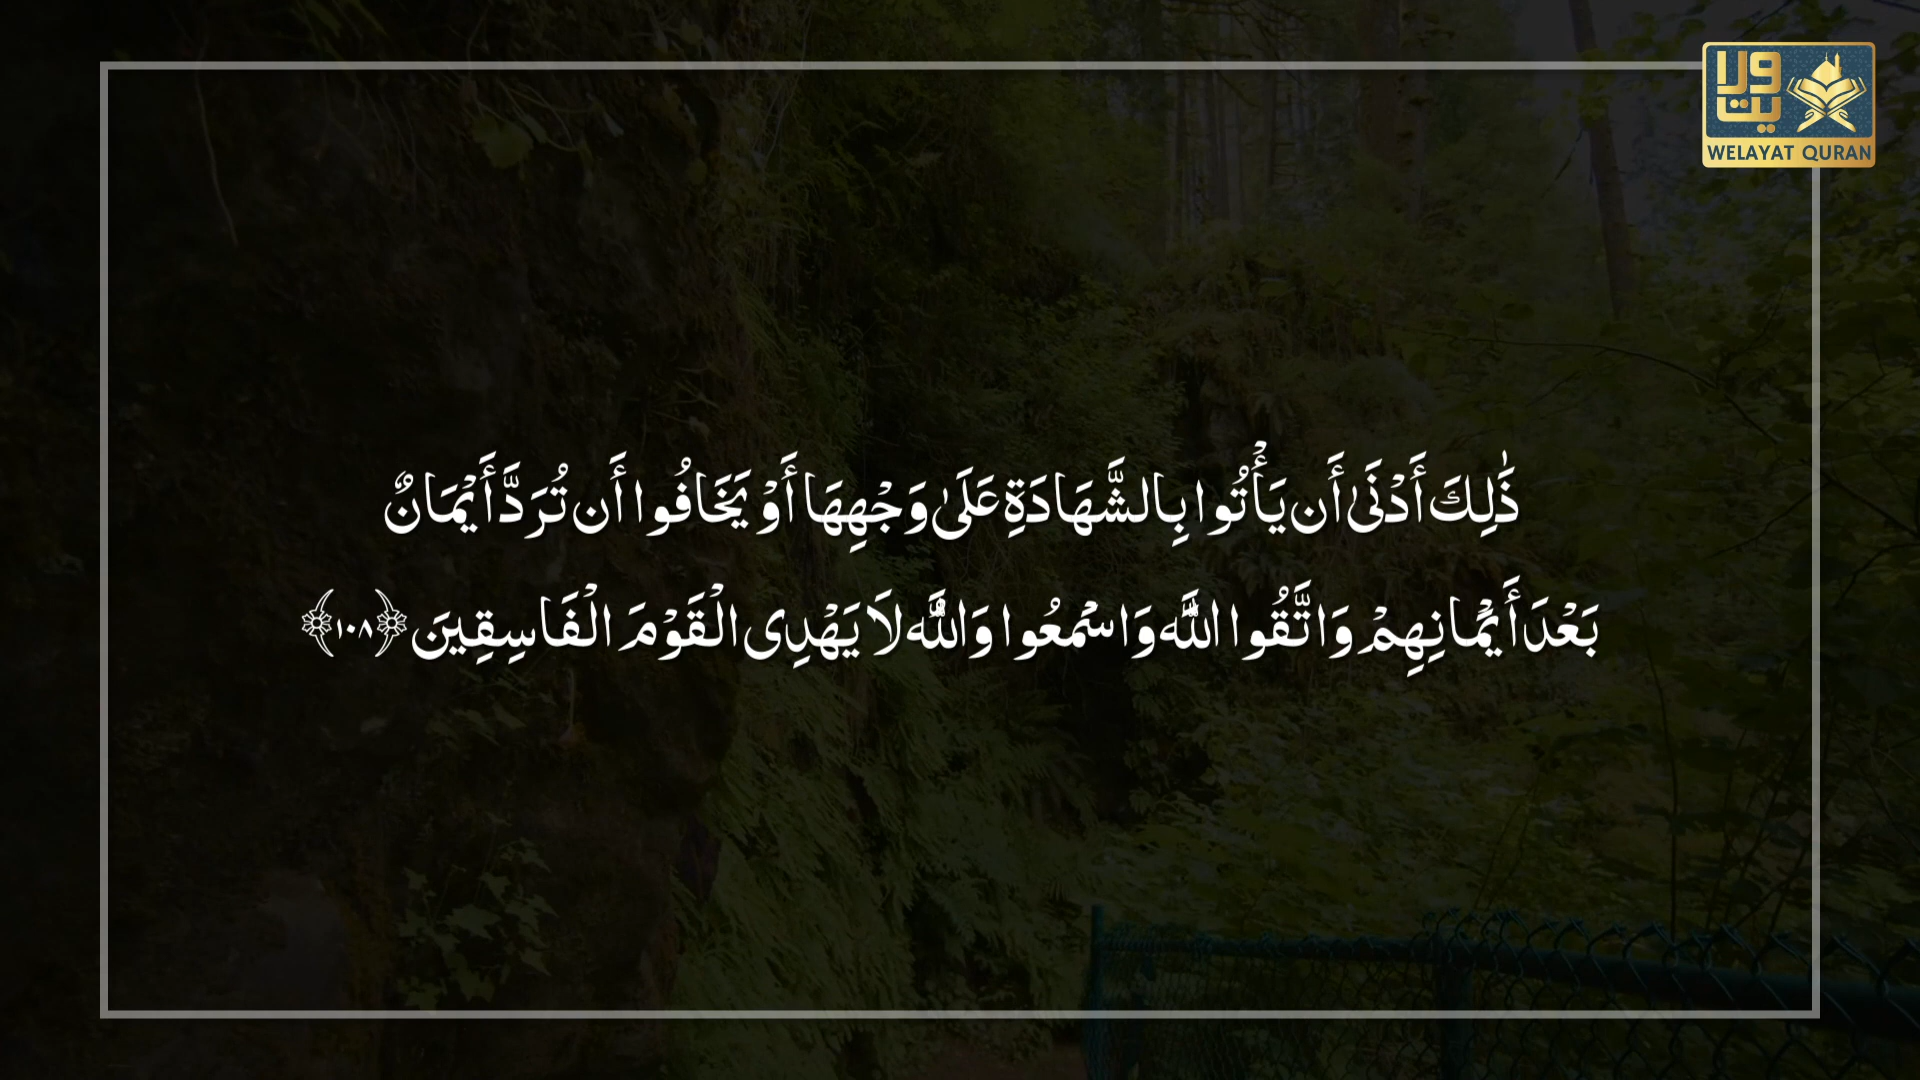 ولایت
WELAYAT QURAN
ذَٰلِكَ أَدْنَىٰ أَن يَأْتُوا بِالشَّهَادَةِ عَلَىٰ وَجْهِهَا أَوْ يَخَافُوا أَن تُرَدَّ أَيْمَانٌ
بَعْدَ أَيْمَانِهِمْ وَاتَّقُوا اللَّهَ وَاسْمَعُوا وَاللَّهُ لَا يَهْدِي الْقَوْمَ الْفَاسِقِينَ ﴿١٠٨﴾